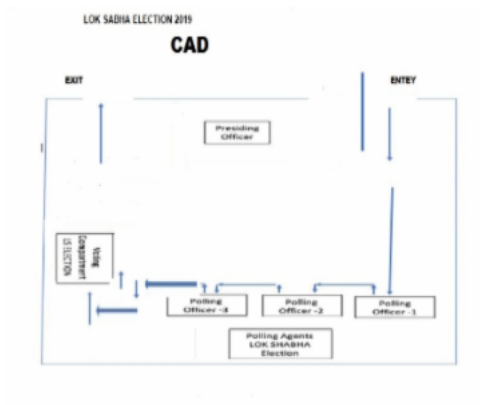 LOK SABHA ELECTION 2019
CAD
EXIT
ENTEY
Presiding
Officer
Voting
Compartment
LS ELECTION
Polling
Officer -3
Polling
Officer -2
Polling
Officer -1
Polling Agents
LOK SHABHA
Election